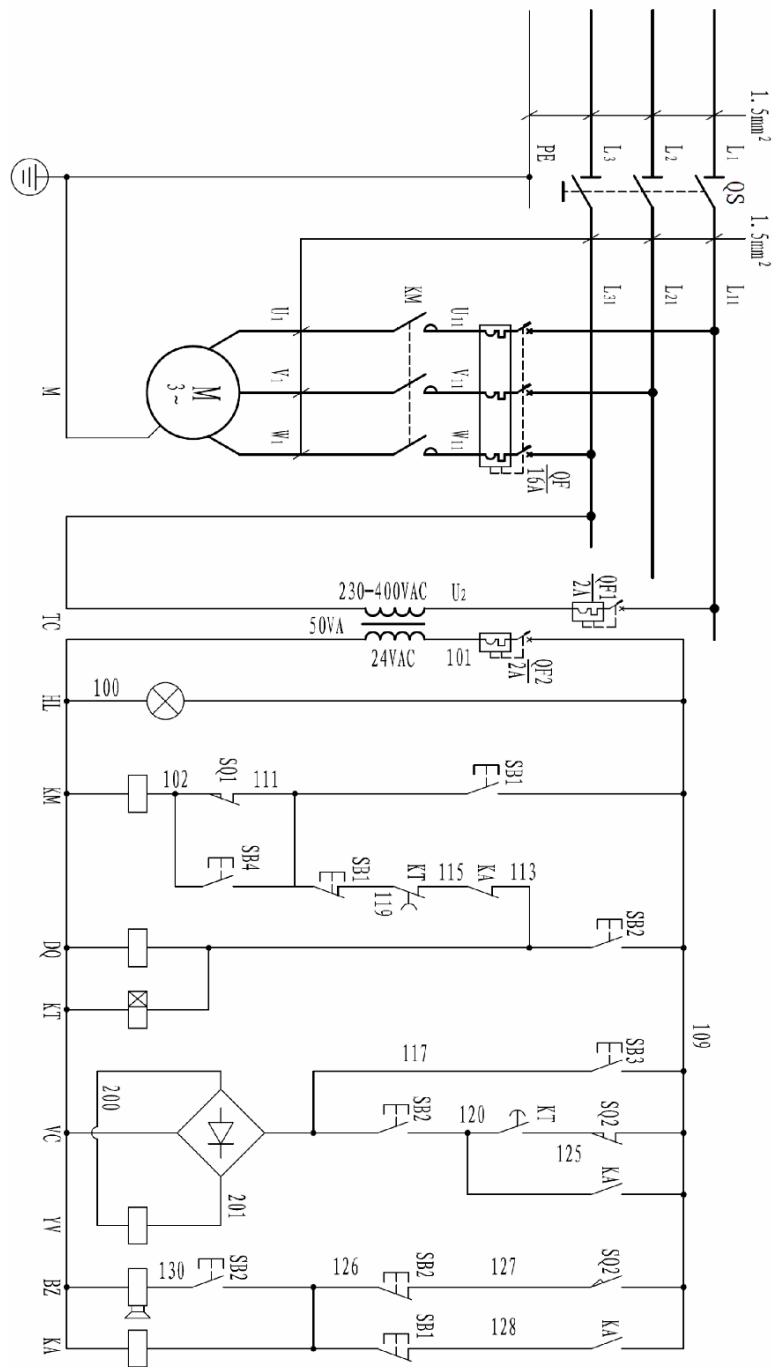 1.5mm²
L₁
L₂
L₃
PE
QS
1.5mm²
L₁₁
L₂₁
L₃₁
U₁
KM
U₁₁
V₁
V₁₁
W₁
W₁₁
M
3~
M
QF
16A
QF1
2A
230-400VAC
U₂
TC
50VA
24VAC
101
QF2
2A
HL
100
KM
102
SQ1
111
SB1
SB4
SB1
KT
119
115
KA
113
DQ
SB2
KT
109
117
SB3
200
VC
SB2
120
KT
SQ2
125
201
KA
YV
BZ
130
SB2
126
SB2
127
SQ2
KA
SB1
128
KA